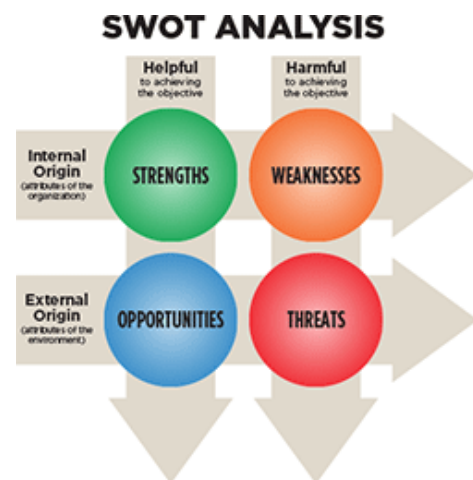 SWOT ANALYSIS
Helpful
to achieving
the objective
Harmful
to achieving
the objective
Internal
Origin
(attributes of the
organization)
STRENGTHS
WEAKNESSES
External
Origin
(attributes of the
environment)
OPPORTUNITIES
THREATS